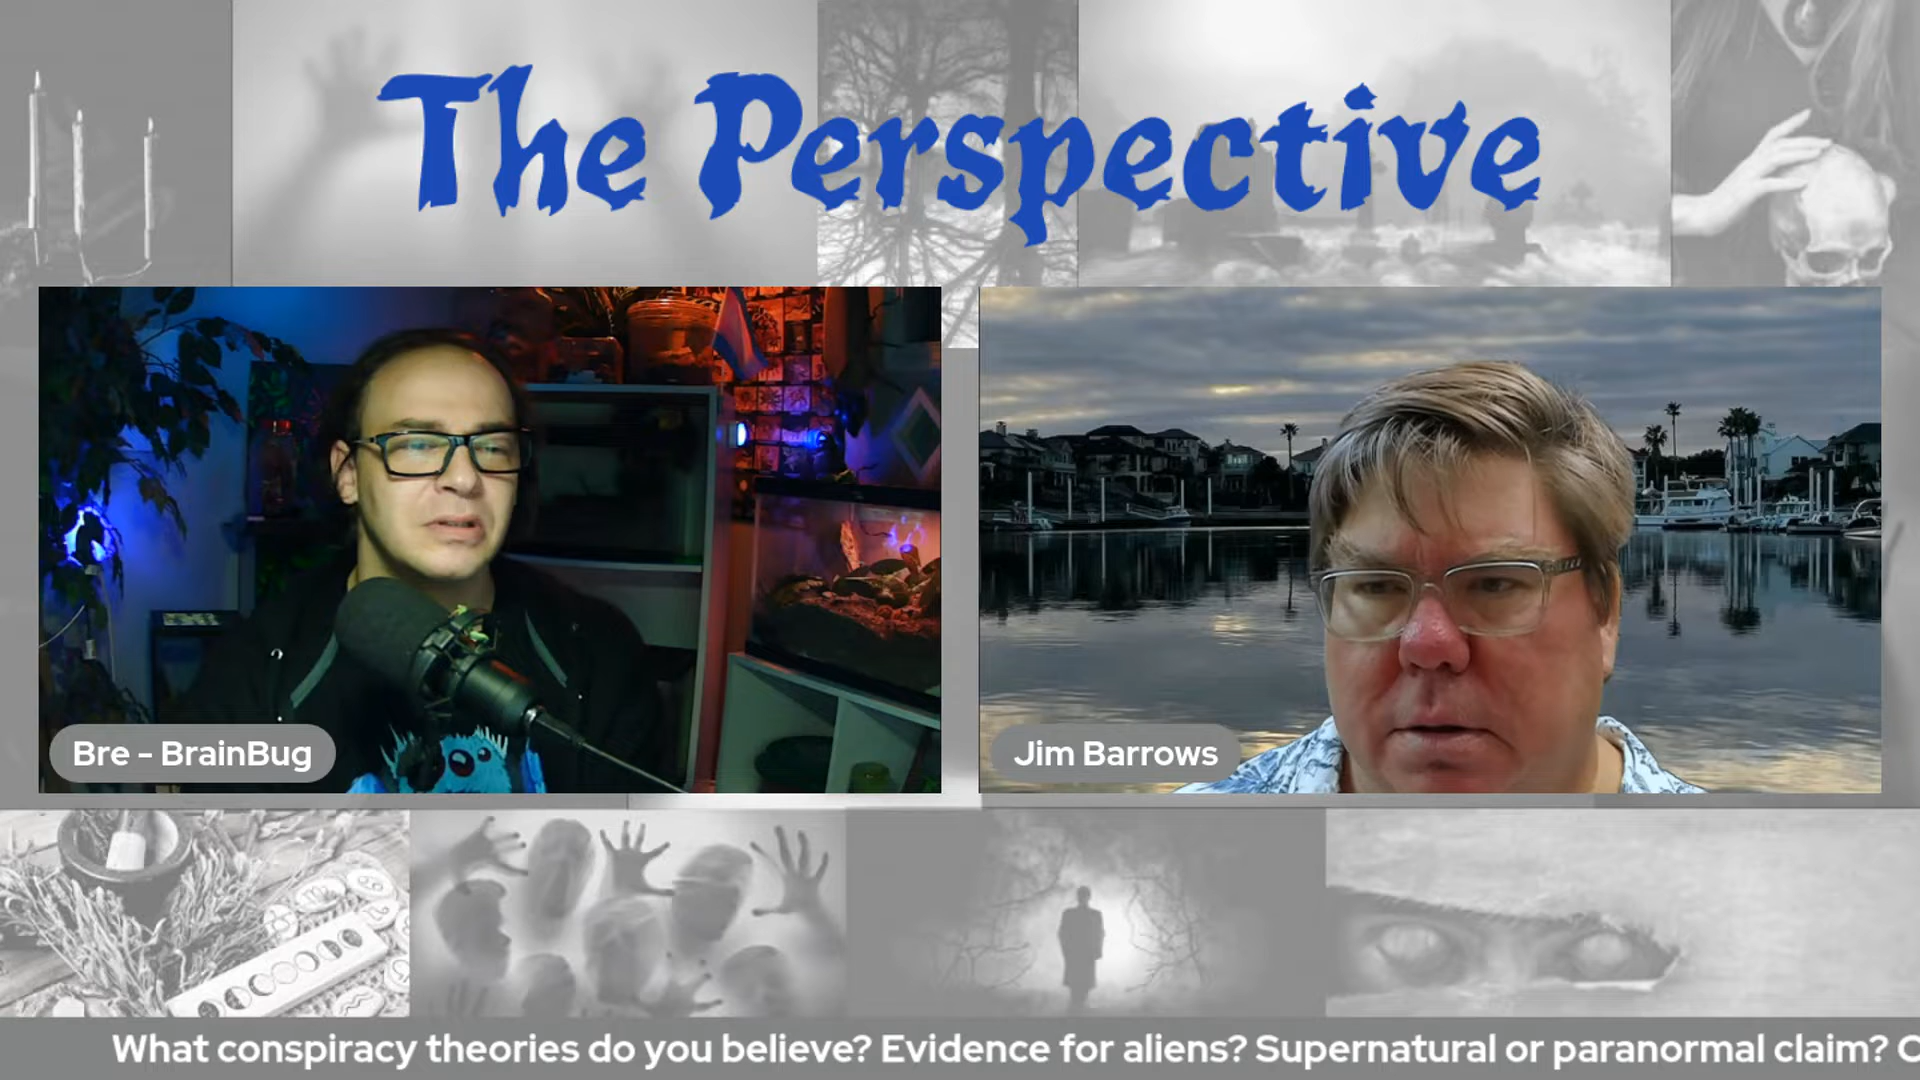 The Perspective
Bre - BrainBug
Jim Barrows
What conspiracy theories do you believe? Evidence for aliens? Supernatural or paranormal claim? C